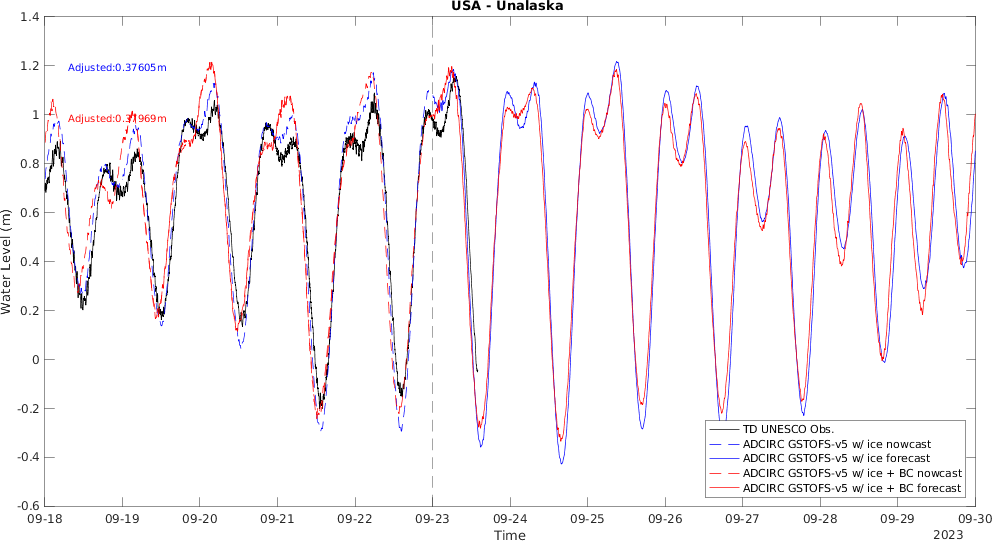 USA - Unalaska
1.4
1.2
1
0.8
0.6
0.4
0.2
0
-0.2
-0.4
-0.6
Water Level (m)
Adjusted:0.37605m
Adjusted:0.37969m
TD UNESCO Obs.
ADCIRC GSTOFS-v5 w/ ice nowcast
ADCIRC GSTOFS-v5 w/ ice forecast
ADCIRC GSTOFS-v5 w/ ice + BC nowcast
ADCIRC GSTOFS-v5 w/ ice + BC forecast
09-18 09-19 09-20 09-21 09-22 09-23 09-24 09-25 09-26 09-27 09-28 09-29 09-30
Time
2023